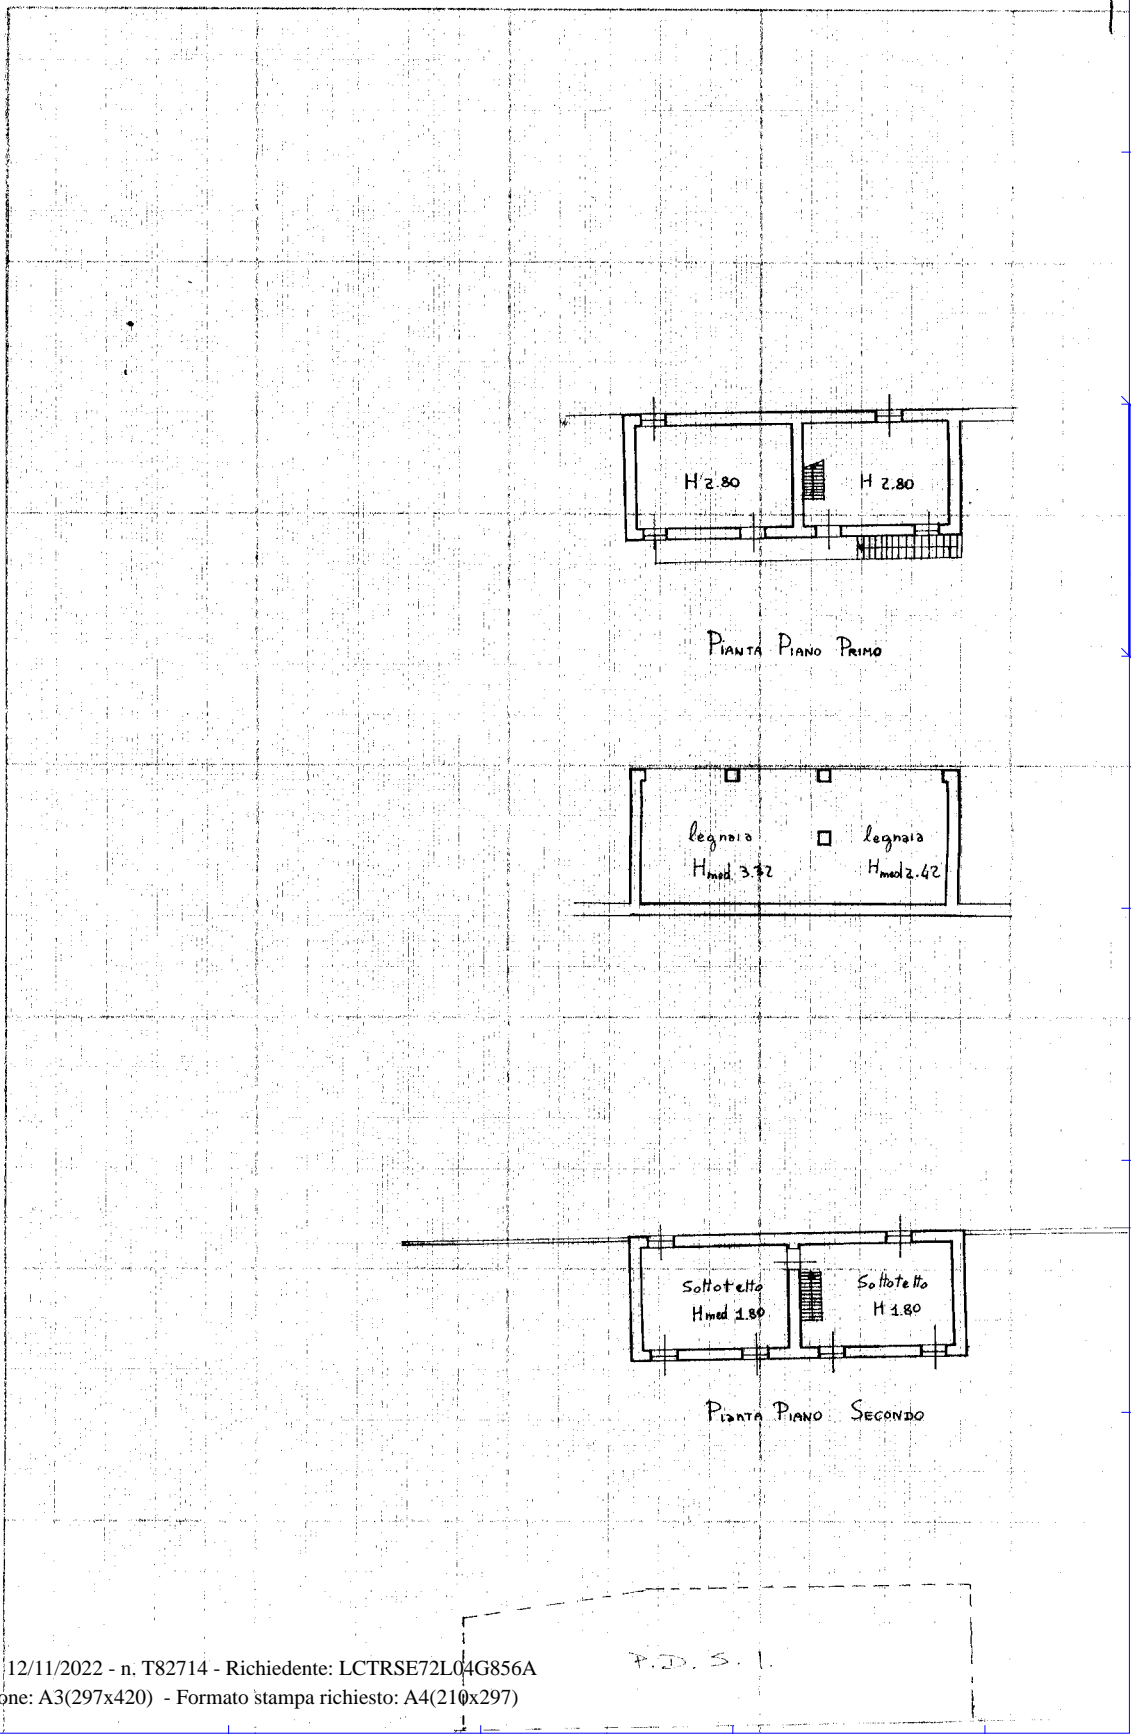 H 2.80
H 2.80
PIANTA PIANO PRIMO
legnaia
legnaia
Hmed 3.32
Hmed 2.42
Sottotetto
Sottotetto
Hmed 1.80
H 1.80
PIANTA PIANO SECONDO
P.D.S.I.
12/11/2022 - n. T82714 - Richiedente: LCTRSE72L04G856A
one: A3(297x420) - Formato stampa richiesto: A4(210x297)